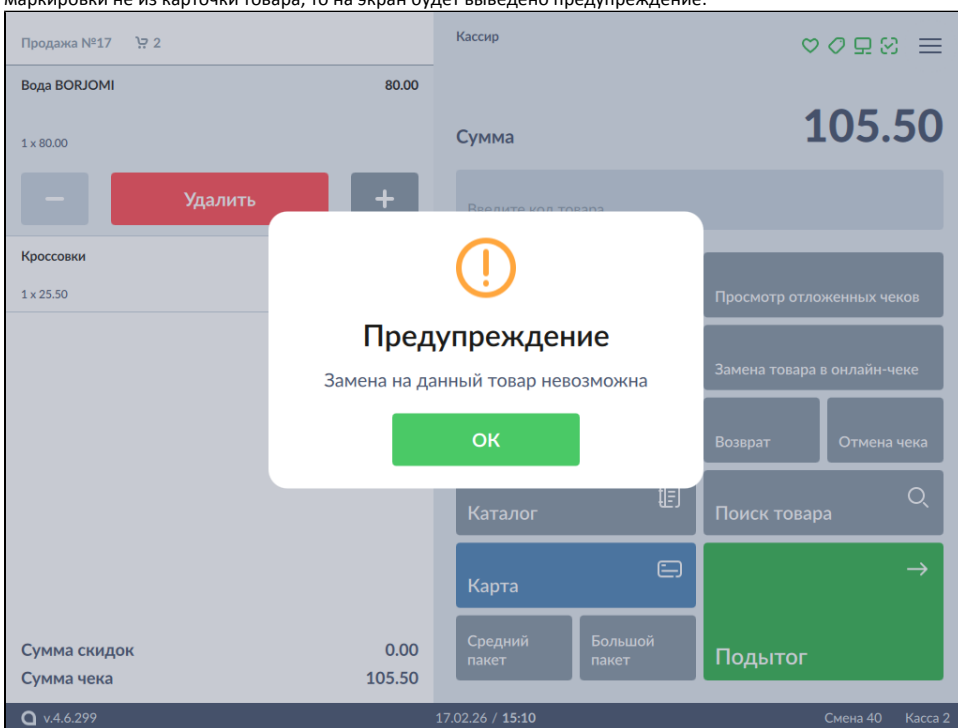 маркировки не из карточки товара, то на экран будет выведено предупреждение:
Продажа №17 2
Вода BORJOMI 80.00
1 x 80.00
Удалить
Кроссовки
1 x 25.50
Сумма скидок 0.00
Сумма чека 105.50
Кассир
Сумма 105.50
Введите код товара
Предупреждение
Замена на данный товар невозможна
ОК
Просмотр отложенных чеков
Замена товара в онлайн-чеке
Возврат Отмена чека
Каталог Поиск товара
Карта
Средний пакет
Большой пакет
Подытог
v.4.6.299 17.02.26 / 15:10 Смена 40 Касса 2